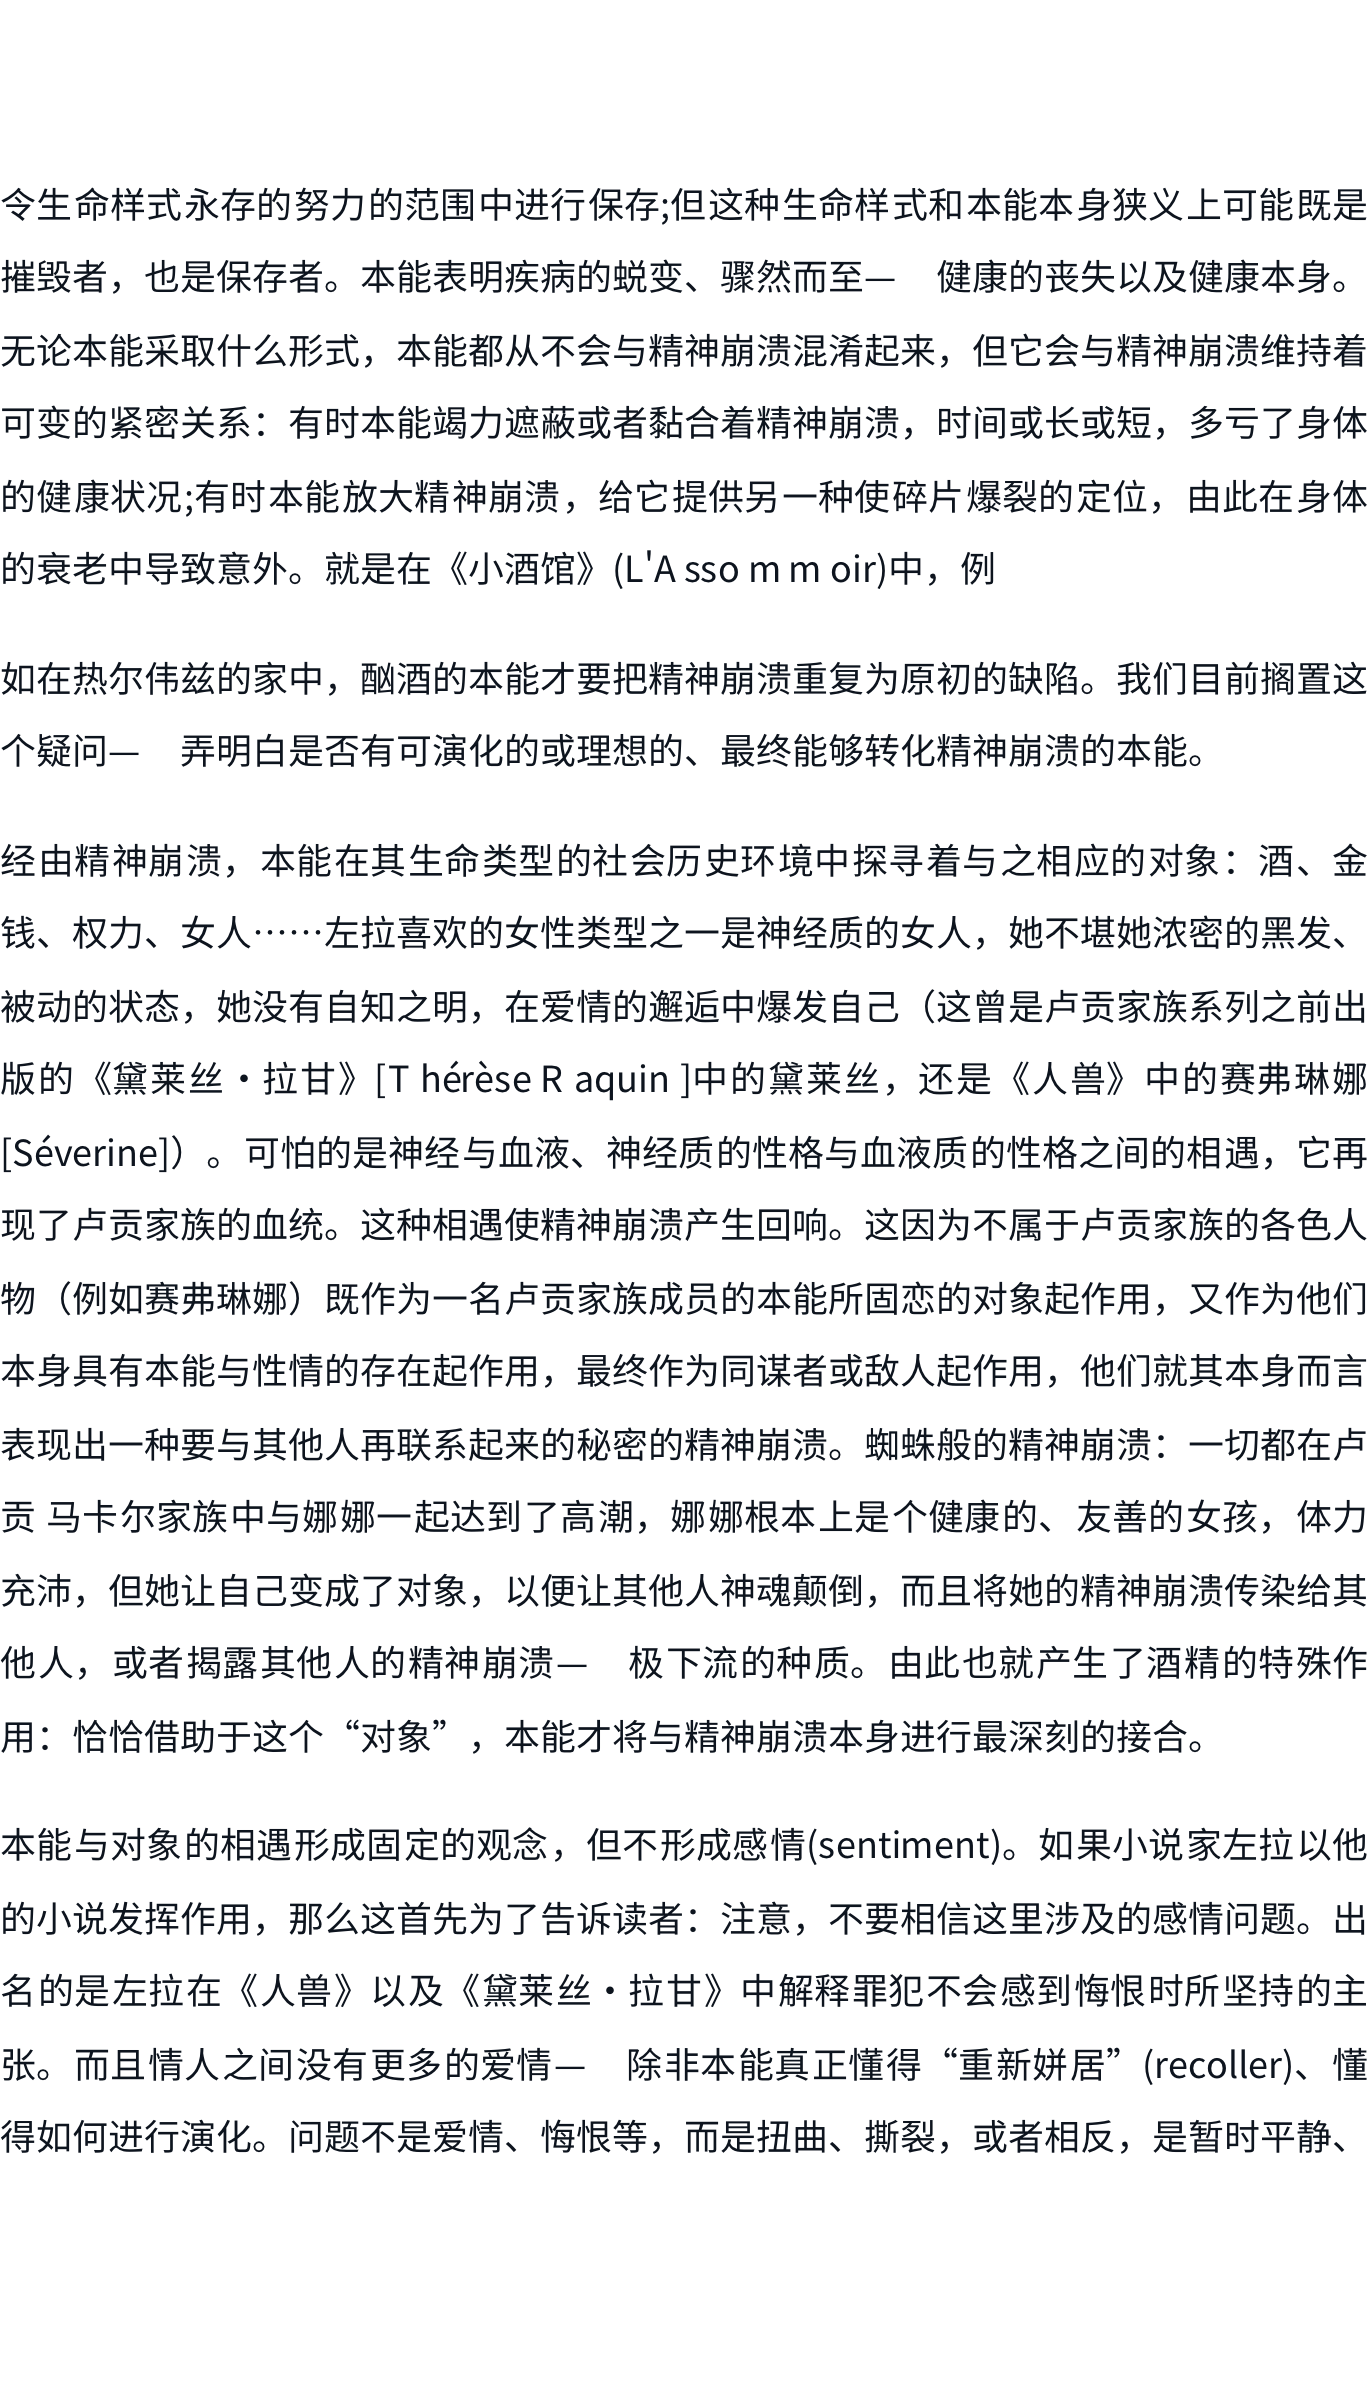 令生命样式永存的努力的范围中进行保存;但这种生命样式和本能本身狭义上可能既是
摧毁者，也是保存者。本能表明疾病的蜕变、骤然而至—　健康的丧失以及健康本身。
无论本能采取什么形式，本能都从不会与精神崩溃混淆起来，但它会与精神崩溃维持着
可变的紧密关系：有时本能竭力遮蔽或者黏合着精神崩溃，时间或长或短，多亏了身体
的健康状况;有时本能放大精神崩溃，给它提供另一种使碎片爆裂的定位，由此在身体
的衰老中导致意外。就是在《小酒馆》(L'A sso m m oir)中，例
如在热尔伟兹的家中，酗酒的本能才要把精神崩溃重复为原初的缺陷。我们目前搁置这
个疑问—　弄明白是否有可演化的或理想的、最终能够转化精神崩溃的本能。
经由精神崩溃，本能在其生命类型的社会历史环境中探寻着与之相应的对象：酒、金
钱、权力、女人……左拉喜欢的女性类型之一是神经质的女人，她不堪她浓密的黑发、
被动的状态，她没有自知之明，在爱情的邂逅中爆发自己（这曾是卢贡家族系列之前出
版的《黛莱丝・拉甘》[T hérèse R aquin ]中的黛莱丝，还是《人兽》中的赛弗琳娜
[Séverine]）。可怕的是神经与血液、神经质的性格与血液质的性格之间的相遇，它再
现了卢贡家族的血统。这种相遇使精神崩溃产生回响。这因为不属于卢贡家族的各色人
物（例如赛弗琳娜）既作为一名卢贡家族成员的本能所固恋的对象起作用，又作为他们
本身具有本能与性情的存在起作用，最终作为同谋者或敌人起作用，他们就其本身而言
表现出一种要与其他人再联系起来的秘密的精神崩溃。蜘蛛般的精神崩溃：一切都在卢
贡 马卡尔家族中与娜娜一起达到了高潮，娜娜根本上是个健康的、友善的女孩，体力
充沛，但她让自己变成了对象，以便让其他人神魂颠倒，而且将她的精神崩溃传染给其
他人，或者揭露其他人的精神崩溃—　极下流的种质。由此也就产生了酒精的特殊作
用：恰恰借助于这个“对象”，本能才将与精神崩溃本身进行最深刻的接合。
本能与对象的相遇形成固定的观念，但不形成感情(sentiment)。如果小说家左拉以他
的小说发挥作用，那么这首先为了告诉读者：注意，不要相信这里涉及的感情问题。出
名的是左拉在《人兽》以及《黛莱丝・拉甘》中解释罪犯不会感到悔恨时所坚持的主
张。而且情人之间没有更多的爱情—　除非本能真正懂得“重新姘居”(recoller)、懂
得如何进行演化。问题不是爱情、悔恨等，而是扭曲、撕裂，或者相反，是暂时平静、